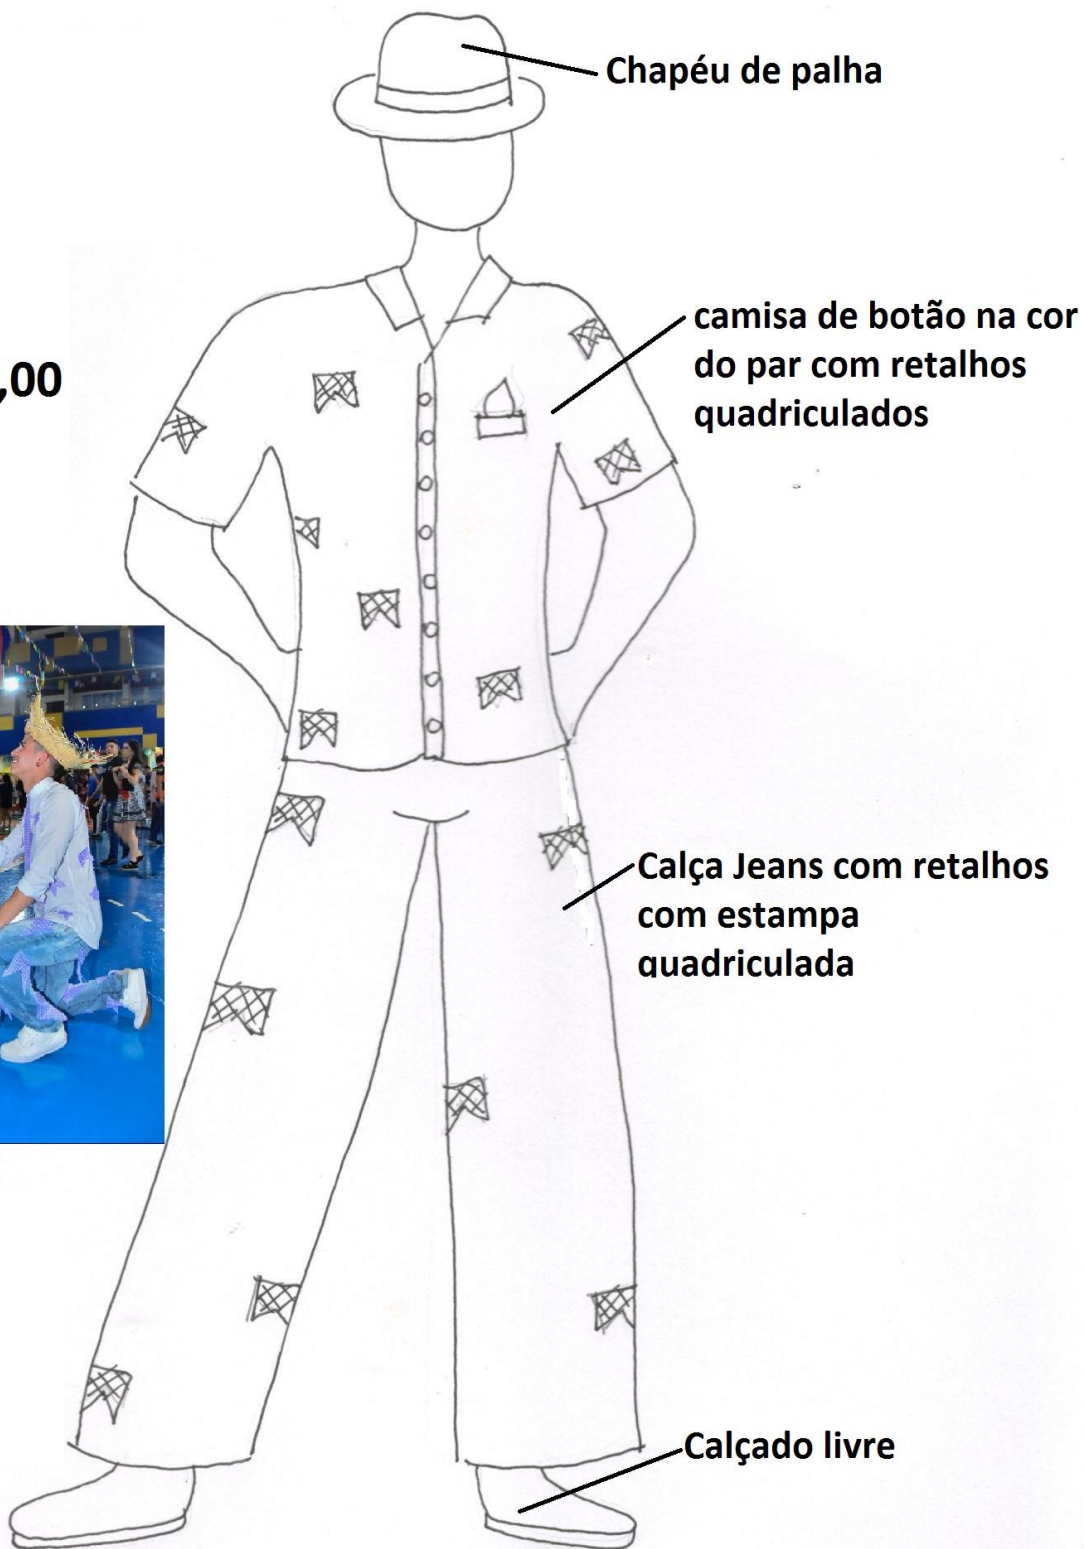 Chapéu de palha
camisa de botão na cor
do par com retalhos
quadriculados
,00
Calça Jeans com retalhos
com estampa
quadriculada
Calçado livre